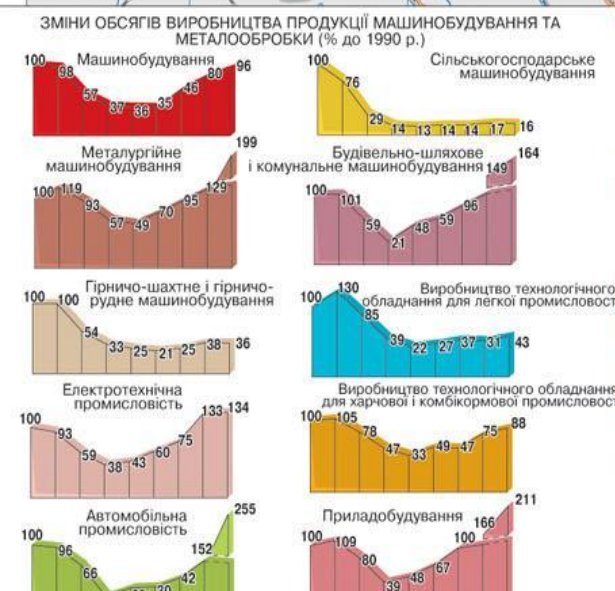 ЗМІНИ ОБСЯГІВ ВИРОБНИЦТВА ПРОДУКЦІЇ МАШИНОБУДУВАННЯ ТА
МЕТАЛООБРОБКИ (% до 1990 р.)
Машинобудування
100 98 57 37 36 35 46 80 96
Сільськогосподарське
машинобудування
100 76 29 14 13 14 14 17 16
Металургійне
машинобудування
100 119 93 57 49 70 95 129 199
Будівельно-шляхове
і комунальне машинобудування
100 101 59 21 48 59 96 149 164
Гірничо-шахтне і гірничо-
рудне машинобудування
100 100 54 33 25 21 25 38 36
Виробництво технологічного
обладнання для легкої промисловост
100 130 85 39 22 27 37 31 43
Електротехнічна
промисловість
100 93 59 38 43 60 75 133 134
Виробництво технологічного обладнання
для харчової і комбікормової промисловост
100 105 78 47 33 49 47 75 88
Автомобільна
промисловість
100 96 66 42 152 255
Приладобудування
100 109 80 39 48 67 100 166 211